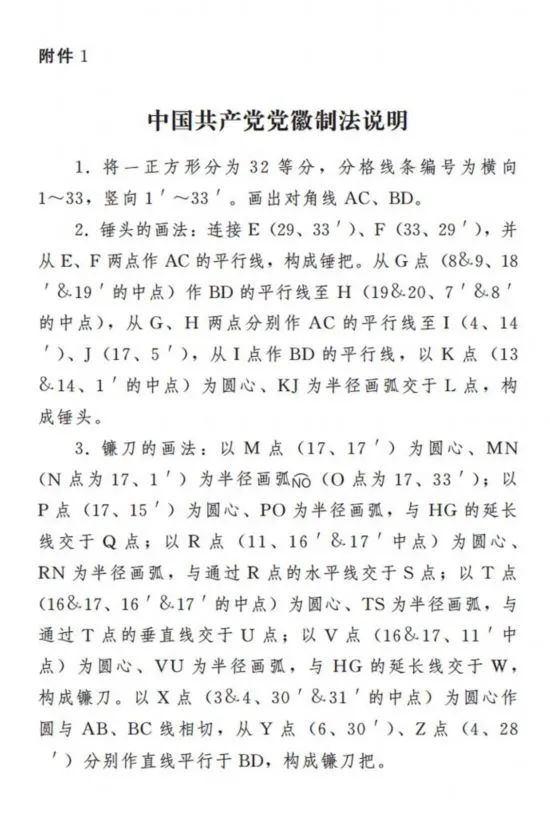 附件 1
中国共产党党徽制法说明
1．将一正方形分为 32 等分，分格线条编号为横向
1～33，竖向 1′～33′。画出对角线 AC、BD。
2．锤头的画法：连接 E（29、33′）、F（33、29′），并
从 E、F 两点作 AC 的平行线，构成锤把。从 G 点（8&9、18
′&19′的中点）作 BD 的平行线至 H（19&20、7′&8′
的中点），从 G、H 两点分别作 AC 的平行线至 I（4、14
′）、J（17、5′），从 I 点作 BD 的平行线，以 K 点（13
&14、1′的中点）为圆心、KJ 为半径画弧交于 L 点，构
成锤头。
3．镰刀的画法：以 M 点（17、17′）为圆心、MN
(N 点为 17、1′）为半径画弧NO（O 点为 17、33′）；以
P 点（17、15′）为圆心、PO 为半径画弧，与 HG 的延长
线交于 Q 点；以 R 点（11、16′&17′中点）为圆心、
RN 为半径画弧，与通过 R 点的水平线交于 S 点；以 T 点
(16&17、16′&17′的中点）为圆心、TS 为半径画弧，与
通过 T 点的垂直线交于 U 点；以 V 点（16&17、11′中
点）为圆心、VU 为半径画弧，与 HG 的延长线交于 W，
构成镰刀。以 X 点（3&4、30′&31′的中点）为圆心作
圆与 AB、BC 线相切，从 Y 点（6、30′）、Z 点（4、28
′）分别作直线平行于 BD，构成镰刀把。